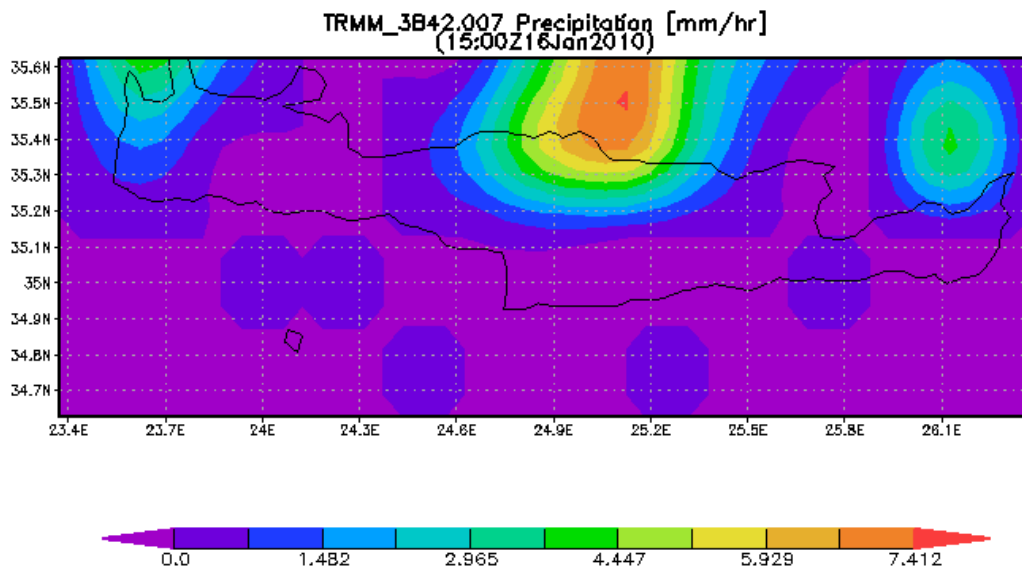 TRMM_3B42.007 Precipitation [mm/hr]
(15:00Z16Jan2010)
35.6N
35.5N
35.4N
35.3N
35.2N
35.1N
35N
34.9N
34.8N
34.7N
23.4E 23.7E 24E 24.3E 24.6E 24.9E 25.2E 25.5E 25.8E 26.1E
0.0 1.482 2.965 4.447 5.929 7.412